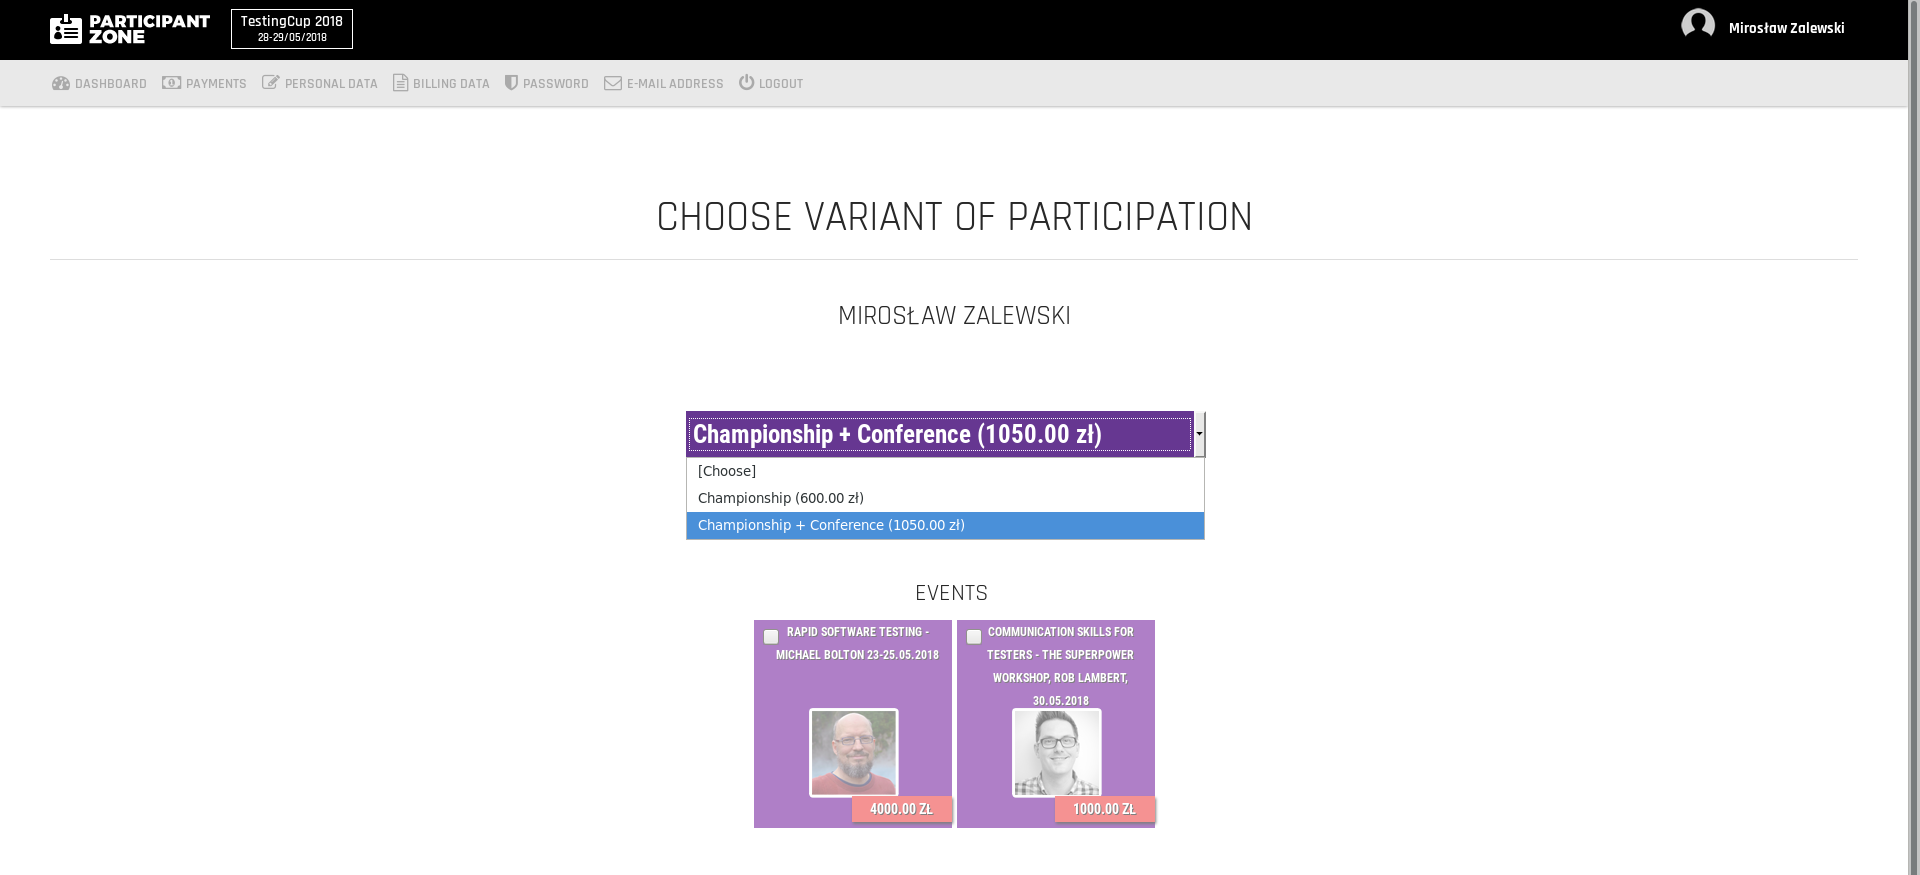 PARTICIPANT
ZONE
TestingCup 2018
28-29/05/2018
Mirosław Zalewski
DASHBOARD
PAYMENTS
PERSONAL DATA
BILLING DATA
PASSWORD
E-MAIL ADDRESS
LOGOUT
CHOOSE VARIANT OF PARTICIPATION
MIROSŁAW ZALEWSKI
Championship + Conference (1050.00 zł)
[Choose]
Championship (600.00 zł)
Championship + Conference (1050.00 zł)
EVENTS
RAPID SOFTWARE TESTING -
MICHAEL BOLTON 23-25.05.2018
4000.00 ZŁ
COMMUNICATION SKILLS FOR
TESTERS - THE SUPERPOWER
WORKSHOP, ROB LAMBERT,
30.05.2018
1000.00 ZŁ